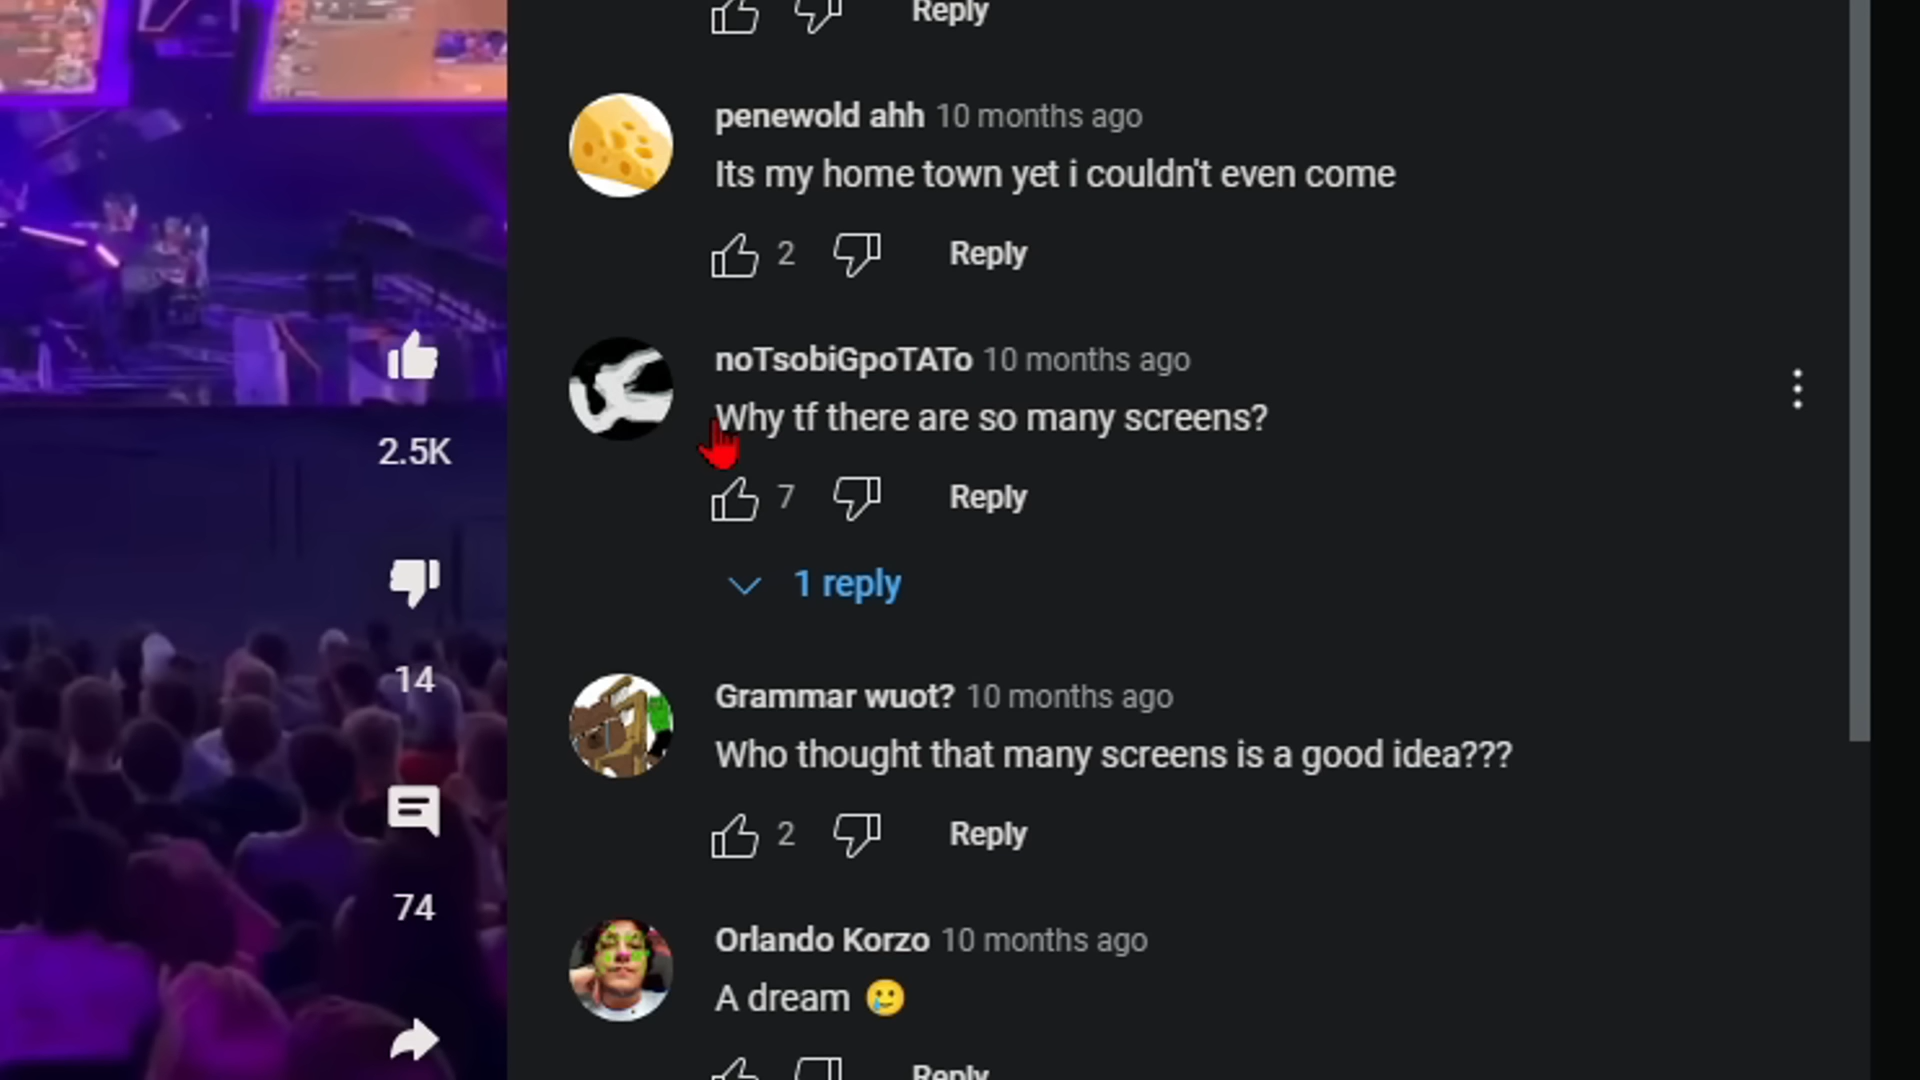 Reply
penewold ahh 10 months ago
Its my home town yet i couldn't even come
2 Reply
noTsobiGpoTATo 10 months ago
Why tf there are so many screens?
7 Reply
1 reply
Grammar wuot? 10 months ago
Who thought that many screens is a good idea???
2 Reply
Orlando Korzo 10 months ago
A dream 🥲
Reply
2.5K
14
74